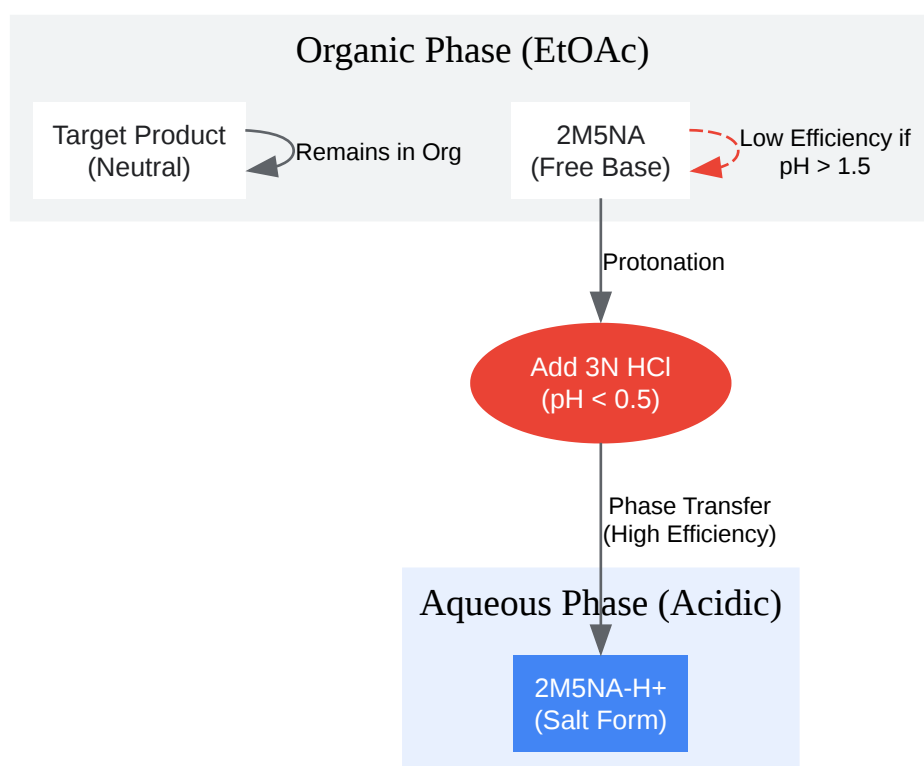 Organic Phase (EtOAc)
Target Product
(Neutral)
Remains in Org
2M5NA
(Free Base)
Low Efficiency if
pH > 1.5
Protonation
Add 3N HCl
(pH < 0.5)
Phase Transfer
(High Efficiency)
Aqueous Phase (Acidic)
2M5NA-H+
(Salt Form)